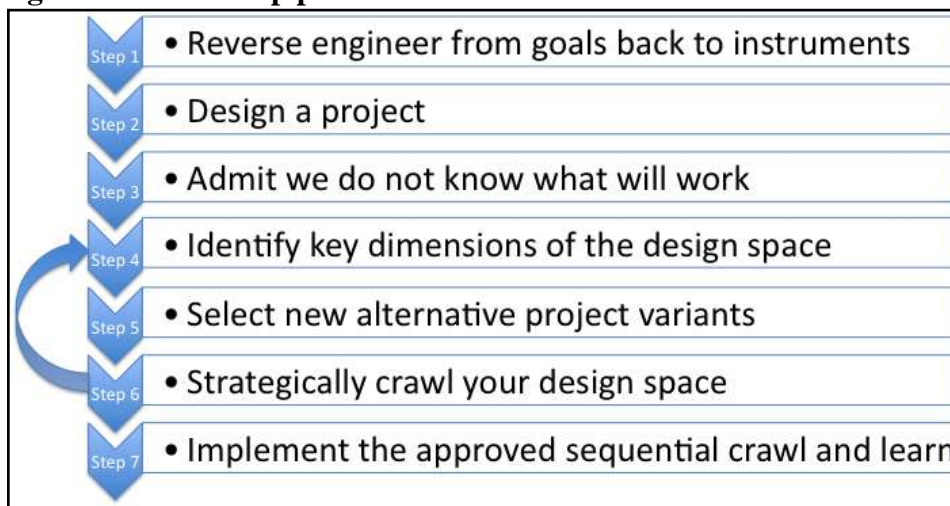 Step 1 • Reverse engineer from goals back to instruments
Step 2 • Design a project
Step 3 • Admit we do not know what will work
Step 4 • Identify key dimensions of the design space
Step 5 • Select new alternative project variants
Step 6 • Strategically crawl your design space
Step 7 • Implement the approved sequential crawl and learn